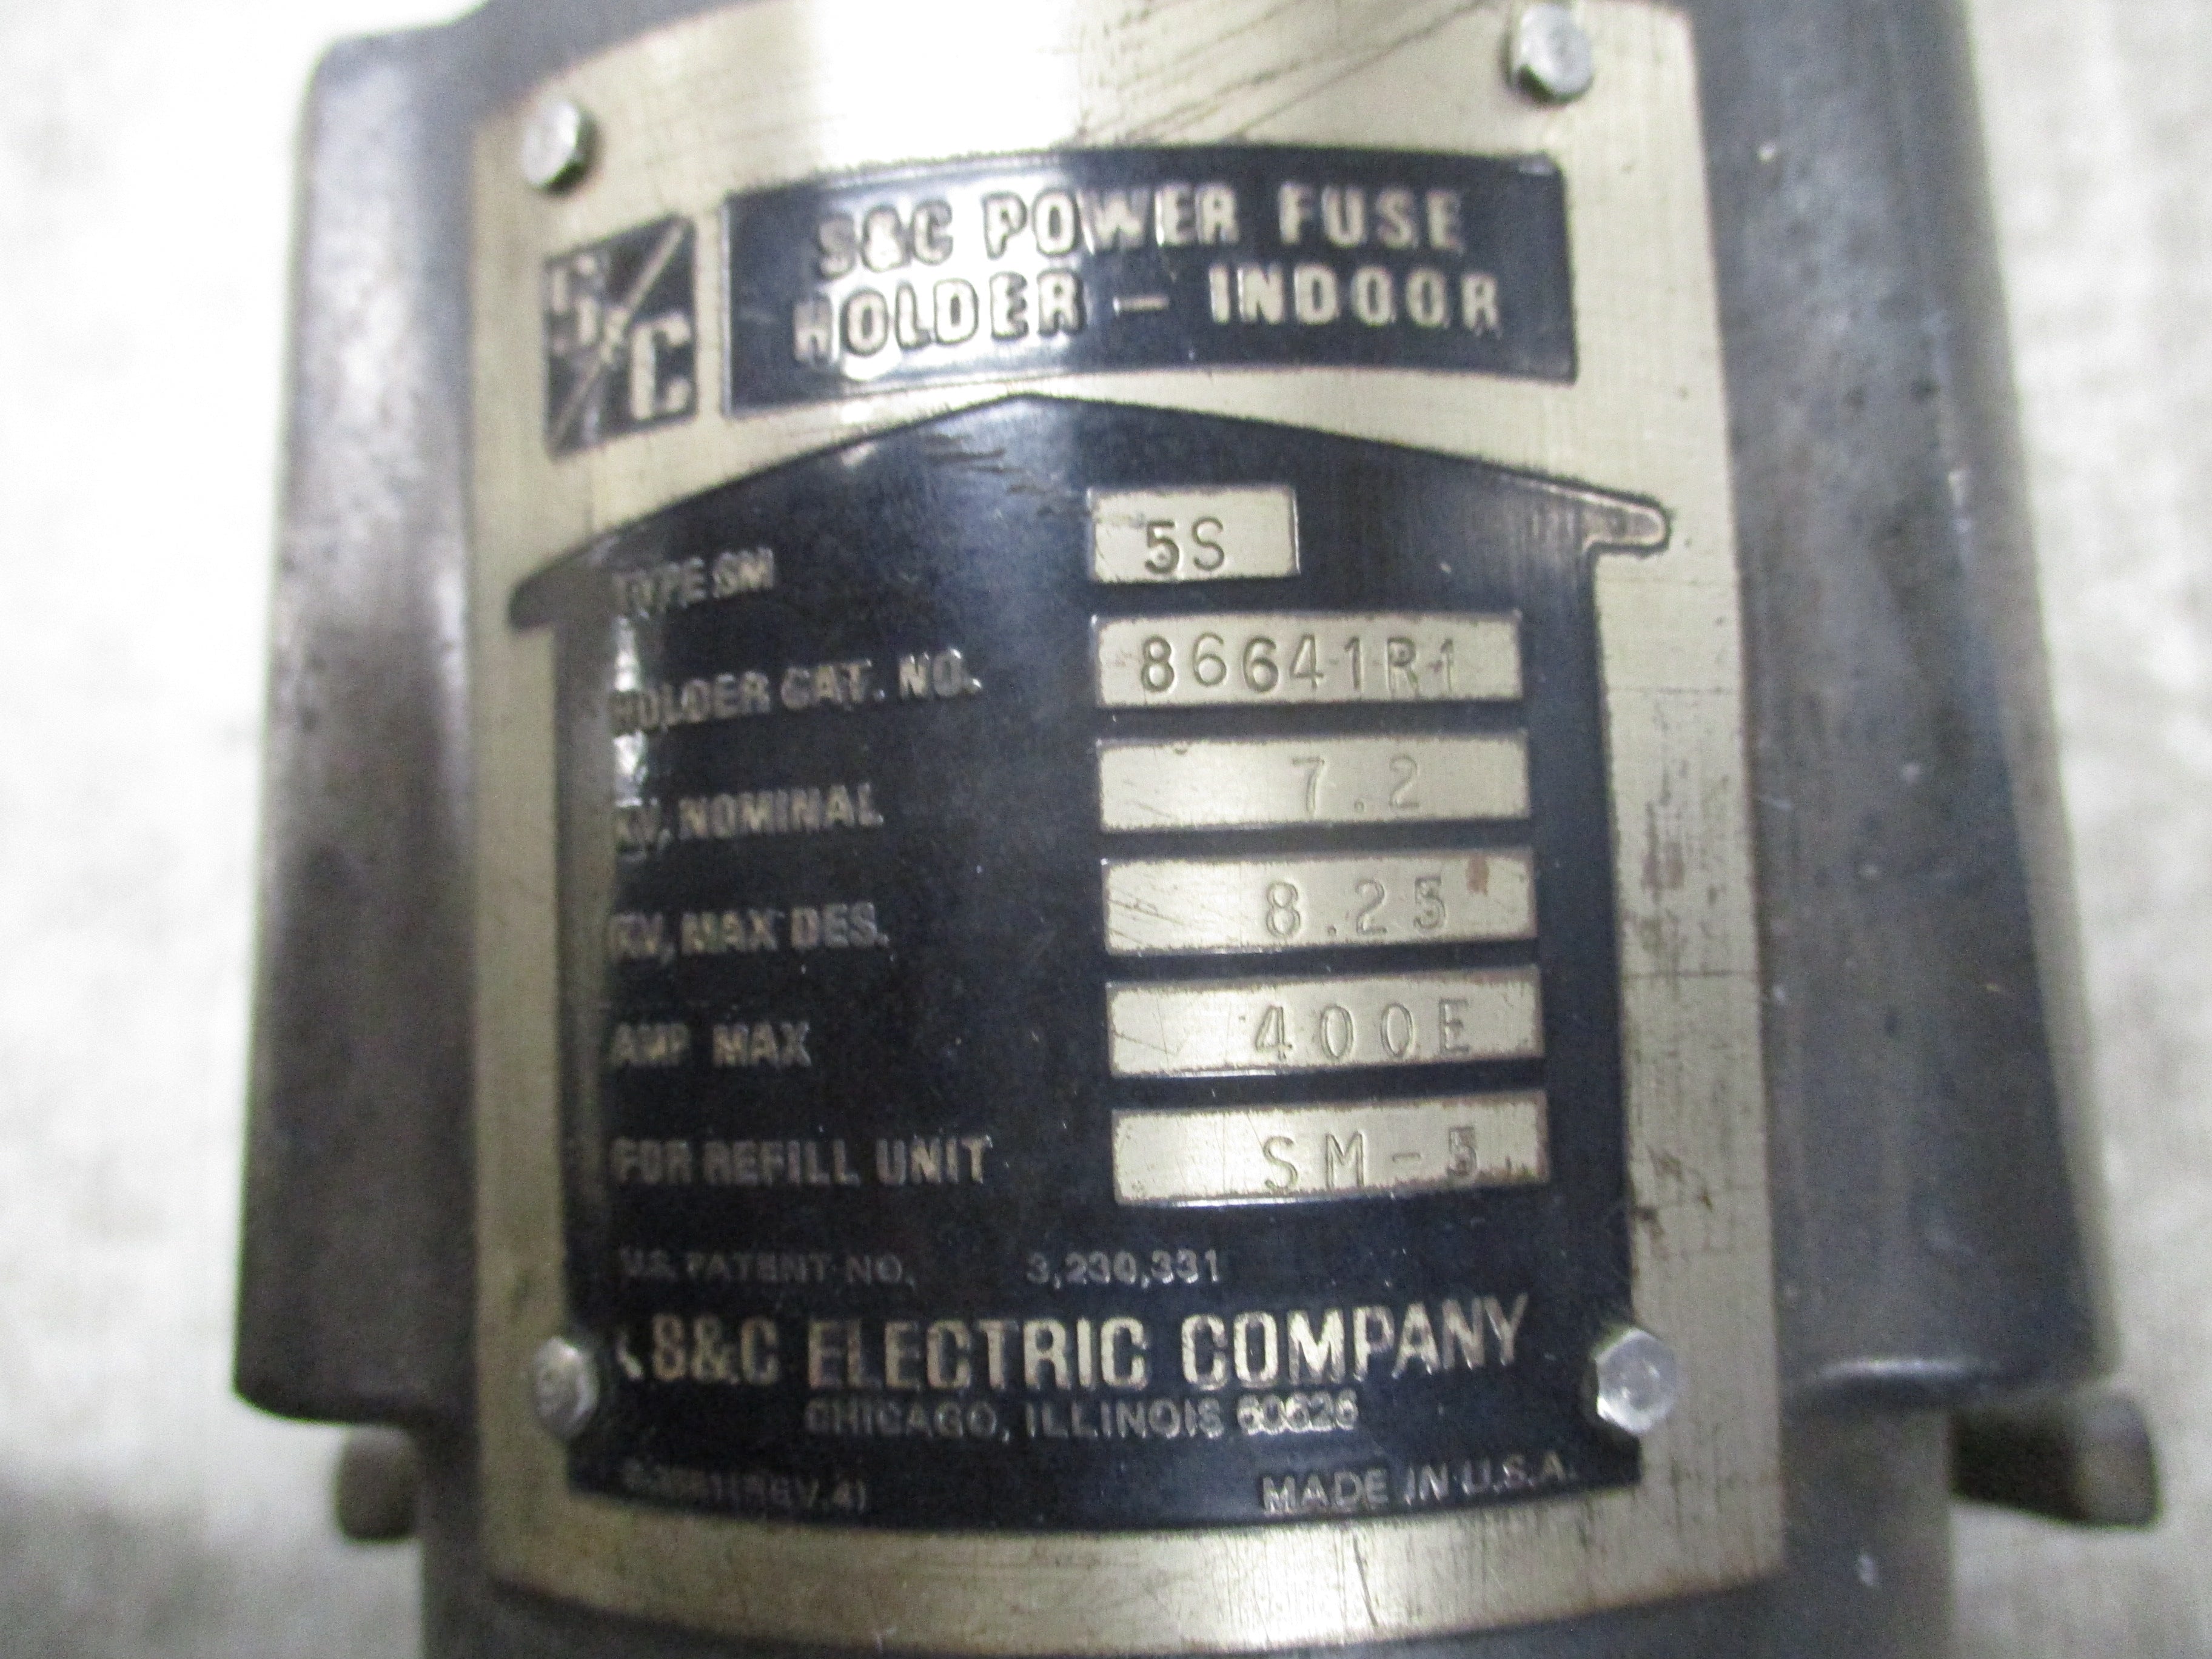 S&C
S&C POWER FUSE
HOLDER — INDOOR
TYPE SM 5S
HOLDER CAT. NO. 86641R1
KV, NOMINAL 7.2
KV, MAX DES. 8.25
AMP MAX 400E
FOR REFILL UNIT SM-5
U.S. PATENT NO. 3,230,331
S&C ELECTRIC COMPANY
CHICAGO, ILLINOIS 60626
(REV. 4) MADE IN U.S.A.